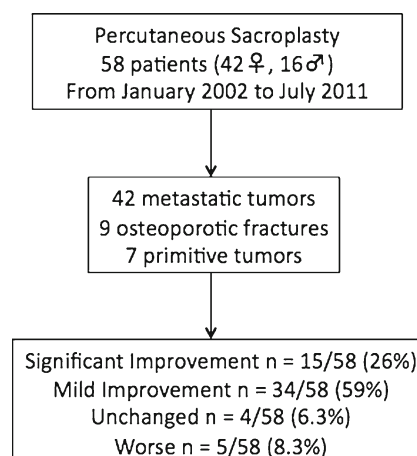 Percutaneous Sacroplasty
58 patients (42♀, 16♂)
From January 2002 to July 2011
42 metastatic tumors
9 osteoporotic fractures
7 primitive tumors
Significant Improvement n = 15/58 (26%)
Mild Improvement n = 34/58 (59%)
Unchanged n = 4/58 (6.3%)
Worse n = 5/58 (8.3%)